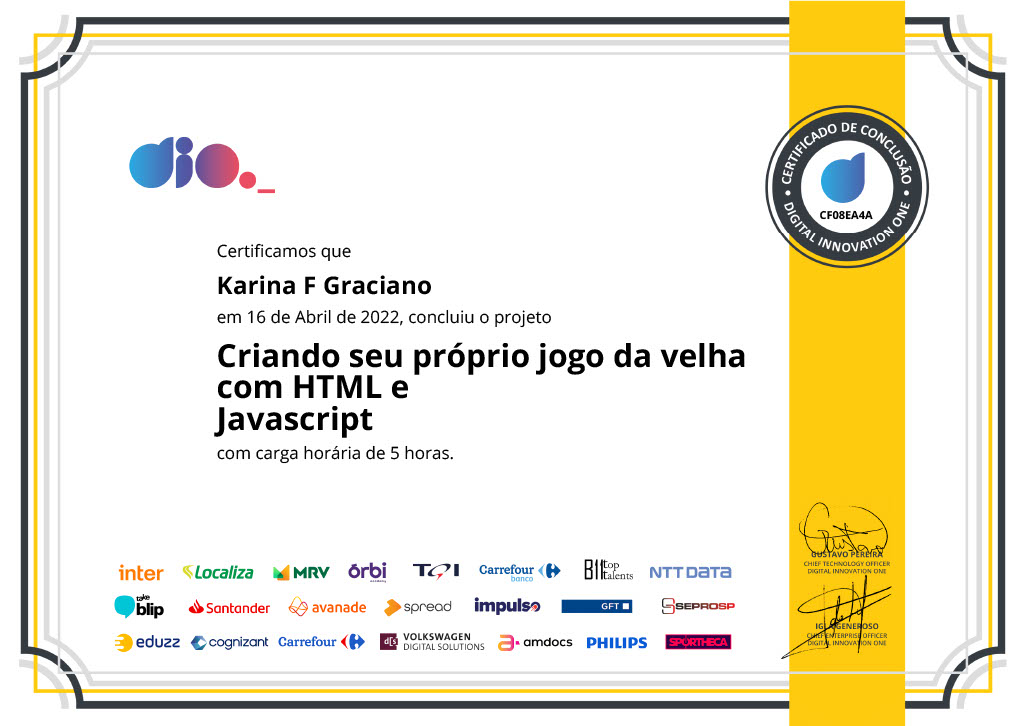 dio._
CERTIFICADO DE CONCLUSÃO
CF08EA4A
DIGITAL INNOVATION ONE
Certificamos que
Karina F Graciano
em 16 de Abril de 2022, concluiu o projeto
Criando seu próprio jogo da velha
com HTML e
Javascript
com carga horária de 5 horas.
GUSTAVO PEREIRA
CHIEF TECHNOLOGY OFFICER
DIGITAL INNOVATION ONE
inter Localiza MRV órbi Carrefour banco top talents NTT DATA
take blip Santander avanade spread impulso GFT SEPROSP
eduzz cognizant Carrefour dfs VOLKSWAGEN DIGITAL SOLUTIONS amdocs PHILIPS SPORTHECA
GENEROSO
CHIEF ENTERPRISE OFFICER
DIGITAL INNOVATION ONE